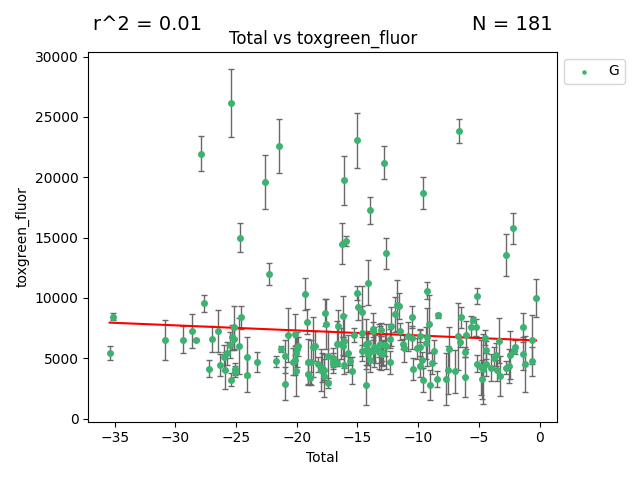 r^2 = 0.01
N = 181
Total vs toxgreen_fluor
G
toxgreen_fluor
30000
25000
20000
15000
10000
5000
0
−35
−30
−25
−20
−15
−10
−5
0
Total